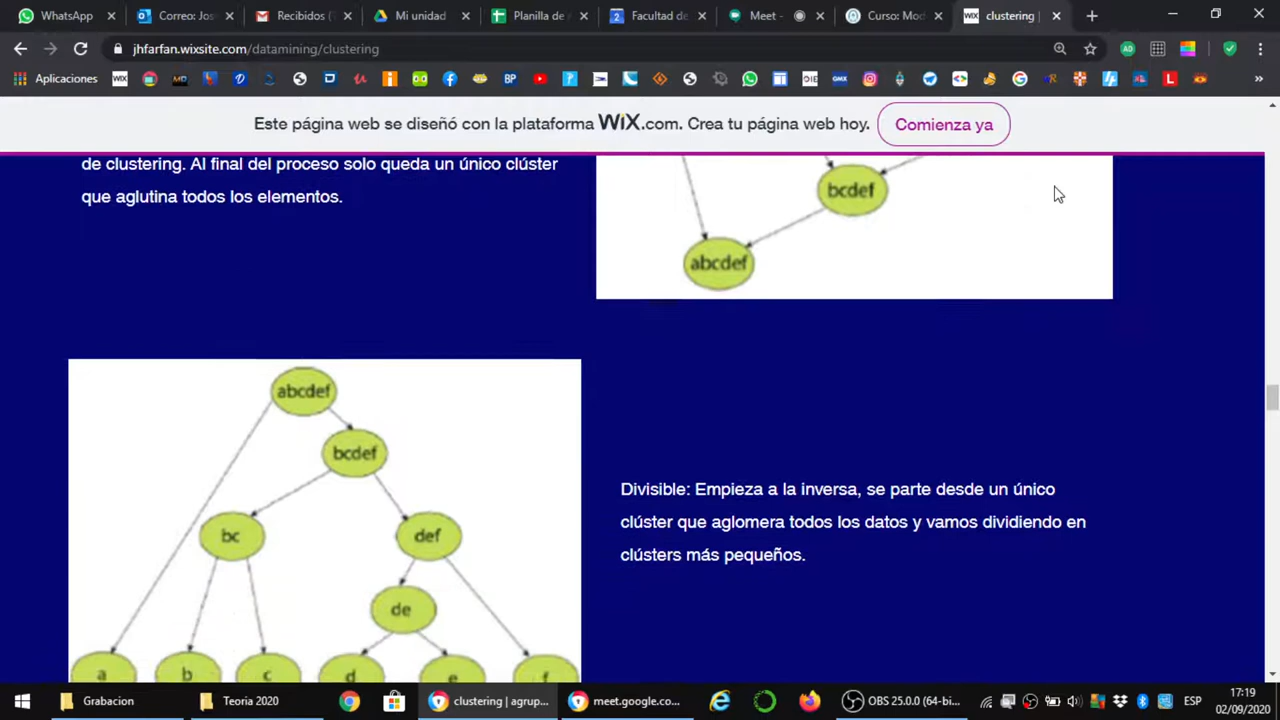 WhatsApp
Correo: Jos
Recibidos (
Mi unidad
Planilla de
Facultad de
Meet -
Curso: Mod
WIX
clustering |
jhfarfan.wixsite.com/datamining/clustering
Aplicaciones
Este página web se diseñó con la plataforma WiX.com. Crea tu página web hoy.
Comienza ya
de clustering. Al final del proceso solo queda un único clúster
que aglutina todos los elementos.
bcdef
abcdef
abcdef
bcdef
bc
def
de
a
b
c
d
e
f
Divisible: Empieza a la inversa, se parte desde un único
clúster que aglomera todos los datos y vamos dividiendo en
clústers más pequeños.
Grabacion
Teoria 2020
clustering | agrup...
meet.google.co...
OBS 25.0.0 (64-bi...
ESP
17:19
02/09/2020